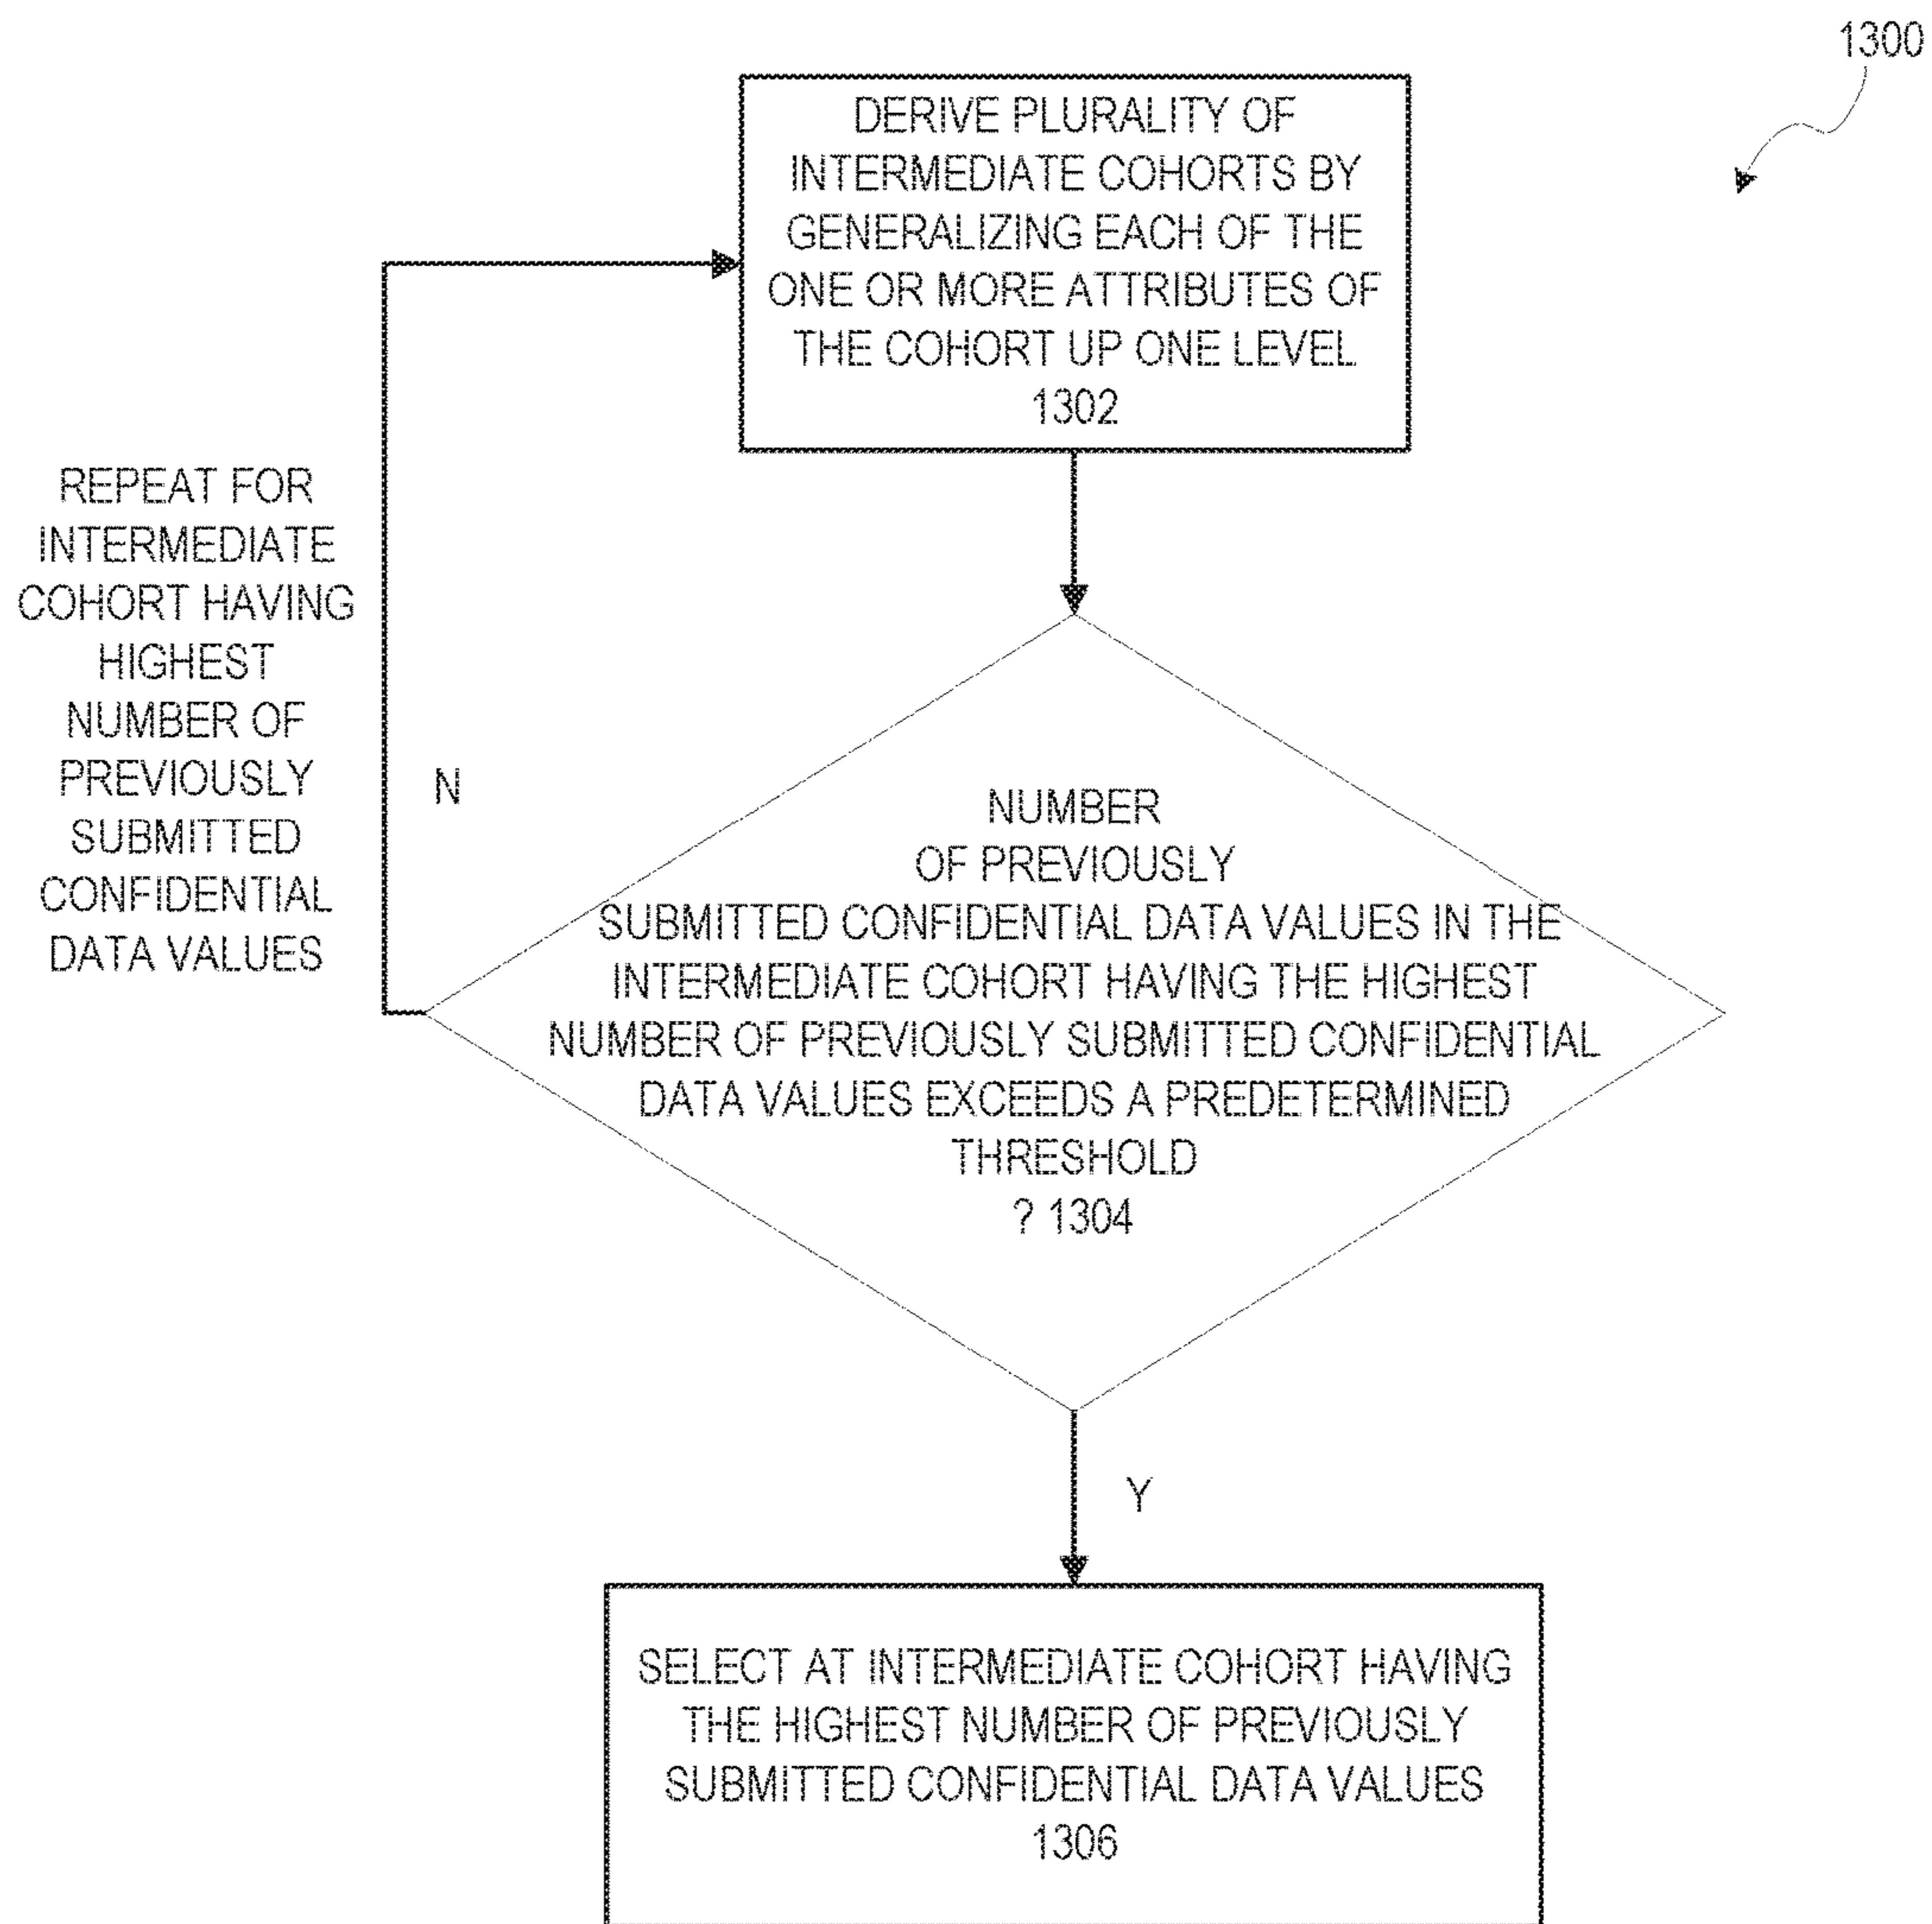 1300
DERIVE PLURALITY OF
INTERMEDIATE COHORTS BY
GENERALIZING EACH OF THE
ONE OR MORE ATTRIBUTES OF
THE COHORT UP ONE LEVEL
1302
REPEAT FOR
INTERMEDIATE
COHORT HAVING
HIGHEST
NUMBER OF
PREVIOUSLY
SUBMITTED
CONFIDENTIAL
DATA VALUES
N
NUMBER
OF PREVIOUSLY
SUBMITTED CONFIDENTIAL DATA VALUES IN THE
INTERMEDIATE COHORT HAVING THE HIGHEST
NUMBER OF PREVIOUSLY SUBMITTED CONFIDENTIAL
DATA VALUES EXCEEDS A PREDETERMINED
THRESHOLD
? 1304
Y
SELECT AT INTERMEDIATE COHORT HAVING
THE HIGHEST NUMBER OF PREVIOUSLY
SUBMITTED CONFIDENTIAL DATA VALUES
1306